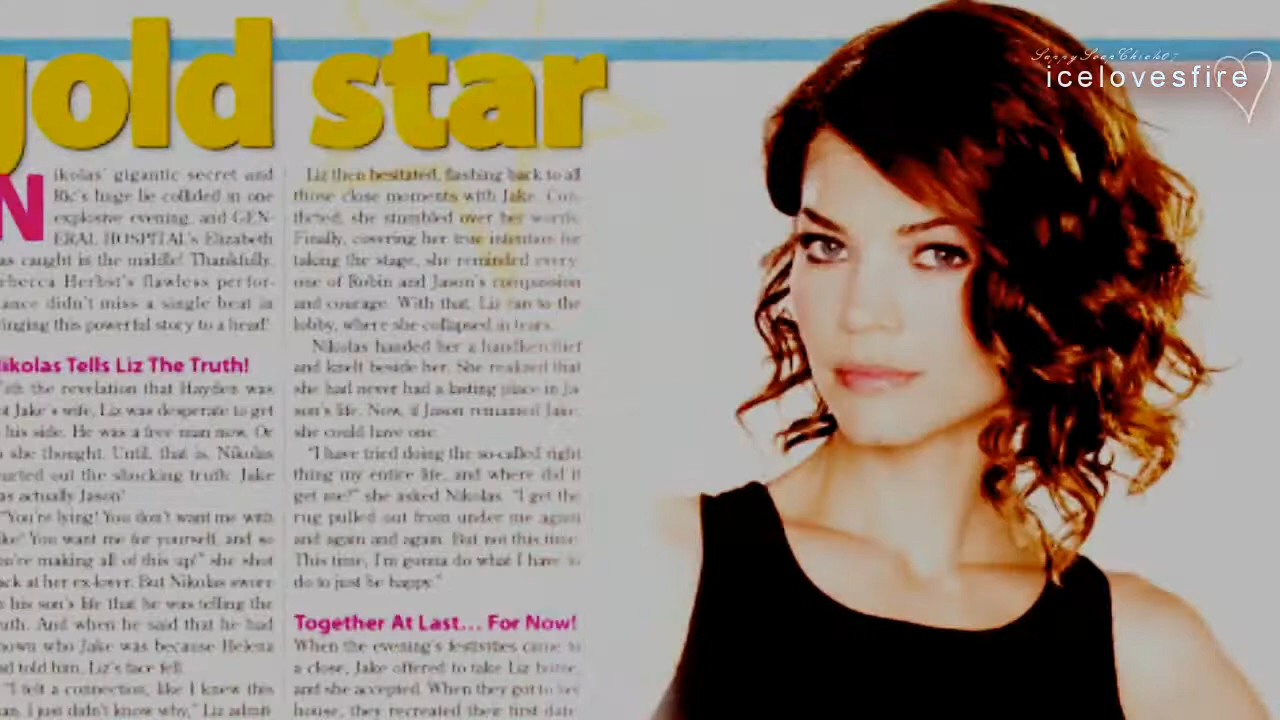 gold star
SappySoapChick07
icelovesfire
N
ikolas' gigantic secret and
Ric's huge lie collided in one
explosive evening, and GEN-
ERAL HOSPITAL's Elizabeth
as caught in the middle! Thankfully,
ebecca Herbst's flawless perfor-
ance didn't miss a single beat in
ringing this powerful story to a head!
Nikolas Tells Liz The Truth!
ith the revelation that Hayden was
t Jake's wife, Liz was desperate to get
his side. He was a free man now. Or
she thought. Until, that is, Nikolas
urted out the shocking truth: Jake
as actually Jason!
"You're lying! You don't want me with
ke! You want me for yourself, and so
u're making all of this up!" she shot
ck at her ex-lover. But Nikolas swore
his son's life that he was telling the
uth. And when he said that he had
own who Jake was because Helena
d told him, Liz's face fell.
"I felt a connection, like I knew this
an. I just didn't know why," Liz admit-
Liz then hesitated, flashing back to all
those close moments with Jake. Con-
flicted, she stumbled over her words.
Finally, covering her true intention for
taking the stage, she reminded every-
one of Robin and Jason's compassion
and courage. With that, Liz ran to the
lobby, where she collapsed in tears.
Nikolas handed her a handkerchief
and knelt beside her. She realized that
she had never had a lasting place in Ja-
son's life. Now, if Jason remained Jake,
she could have one.
"I have tried doing the so-called right
thing my entire life, and where did it
get me?" she asked Nikolas. "I get the
rug pulled out from under me again
and again and again. But not this time.
This time, I'm gonna do what I have to
do to just be happy."
Together At Last... For Now!
When the evening's festivities came to
a close, Jake offered to take Liz home,
and she accepted. When they got to her
house, they recreated their first date